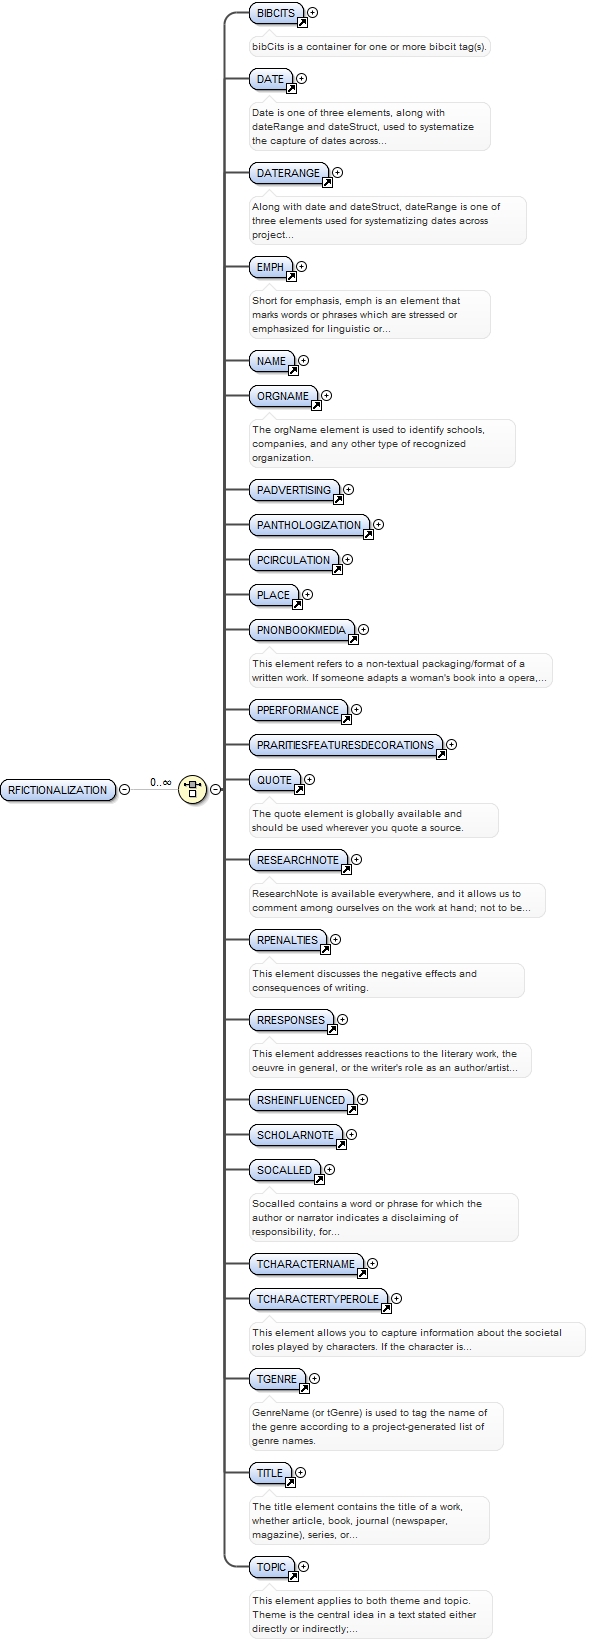 BIBCITS
bibCits is a container for one or more bibcit tag(s).
DATE
Date is one of three elements, along with
dateRange and dateStruct, used to systematize
the capture of dates across...
DATERANGE
Along with date and dateStruct, dateRange is one of
three elements used for systematizing dates across
project...
EMPH
Short for emphasis, emph is an element that
marks words or phrases which are stressed or
emphasized for linguistic or...
NAME
ORGNAME
The orgName element is used to identify schools,
companies, and any other type of recognized
organization.
PADVERTISING
PANTHOLOGIZATION
PCIRCULATION
PLACE
PNONBOOKMEDIA
This element refers to a non-textual packaging/format of a
written work. If someone adapts a woman's book into a opera,...
PPERFORMANCE
PRARITIESFEATURESDECORATIONS
RFICTIONALIZATION 0..∞ QUOTE
The quote element is globally available and
should be used wherever you quote a source.
RESEARCHNOTE
ResearchNote is available everywhere, and it allows us to
comment among ourselves on the work at hand; not to be...
RPENALTIES
This element discusses the negative effects and
consequences of writing.
RRESPONSES
This element addresses reactions to the literary work, the
oeuvre in general, or the writer's role as an author/artist...
RSHEINFLUENCED
SCHOLARNOTE
SOCALLED
Socalled contains a word or phrase for which the
author or narrator indicates a disclaiming of
responsibility, for...
TCHARACTERNAME
TCHARACTERTYPEROLE
This element allows you to capture information about the societal
roles played by characters. If the character is...
TGENRE
GenreName (or tGenre) is used to tag the name of
the genre according to a project-generated list of
genre names.
TITLE
The title element contains the title of a work,
whether article, book, journal (newspaper,
magazine), series, or...
TOPIC
This element applies to both theme and topic.
Theme is the central idea in a text stated either
directly or indirectly;...